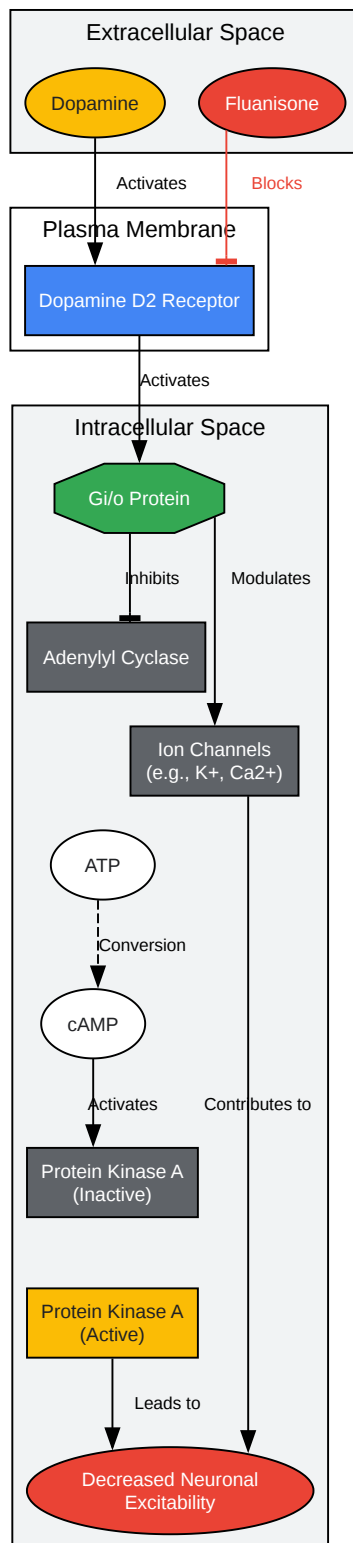 Extracellular Space
Dopamine
Fluanisone
Activates
Blocks
Plasma Membrane
Dopamine D2 Receptor
Activates
Intracellular Space
Gi/o Protein
Inhibits
Modulates
Adenylyl Cyclase
Ion Channels
(e.g., K+, Ca2+)
ATP
Conversion
cAMP
Activates
Contributes to
Protein Kinase A
(Inactive)
Protein Kinase A
(Active)
Leads to
Decreased Neuronal
Excitability